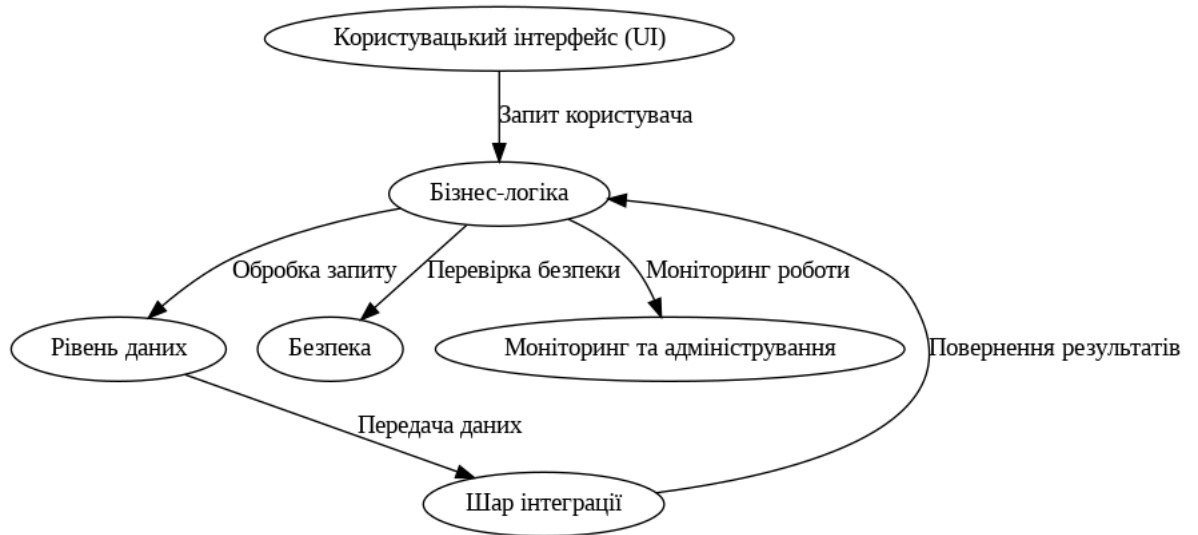 Користувацький інтерфейс (UI)
Запит користувача
Бізнес-логіка
Обробка запиту
Перевірка безпеки
Моніторинг роботи
Рівень даних
Безпека
Моніторинг та адміністрування
Повернення результатів
Передача даних
Шар інтеграції